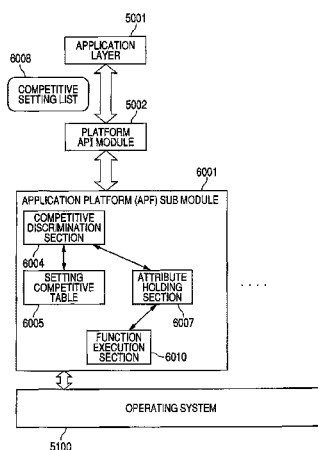 5001
APPLICATION
LAYER
6008
COMPETITIVE
SETTING LIST
5002
PLATFORM
API MODULE
6001
APPLICATION PLATFORM (APF) SUB MODULE
COMPETITIVE
DISCRIMINATION
SECTION
6004
SETTING
COMPETITIVE
TABLE
6005
ATTRIBUTE
HOLDING
SECTION
6007
FUNCTION
EXECUTION
SECTION
6010
. . . .
OPERATING SYSTEM
5100